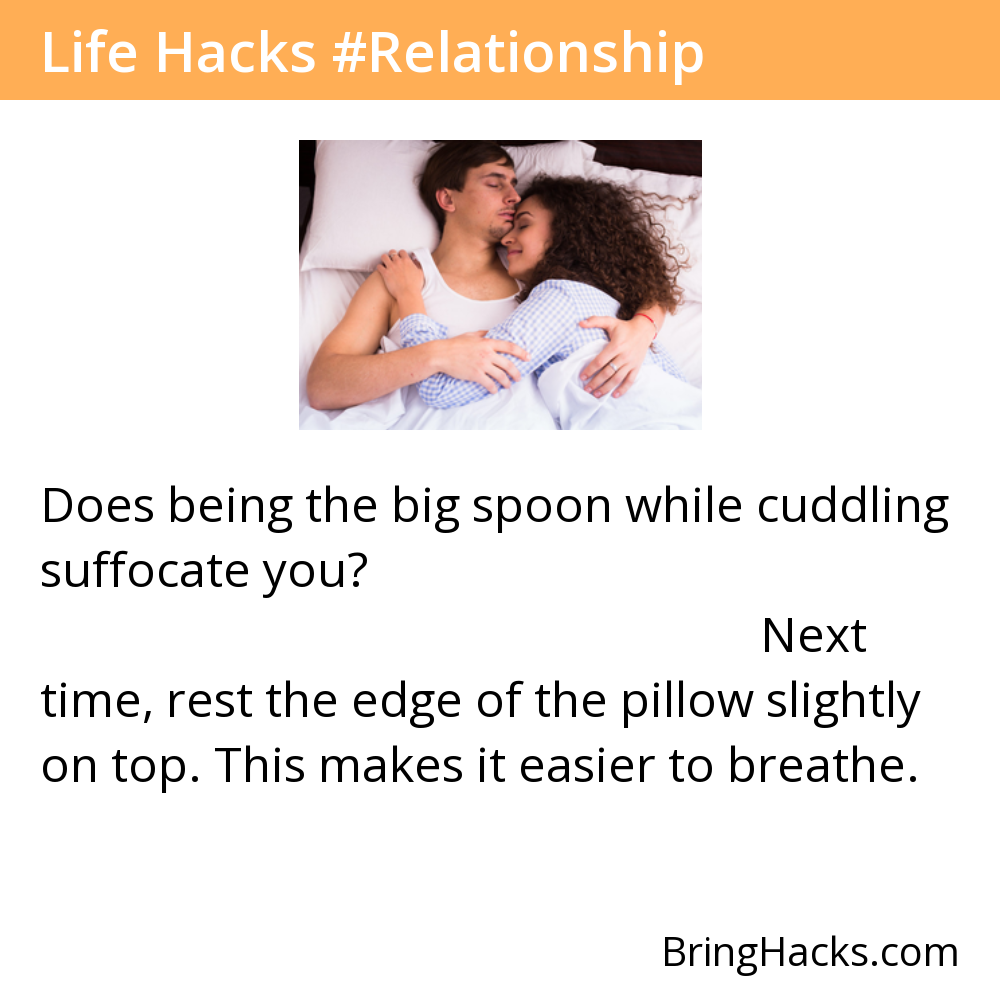 Life Hacks #Relationship
Does being the big spoon while cuddling
suffocate you?
Next
time, rest the edge of the pillow slightly
on top. This makes it easier to breathe.
BringHacks.com